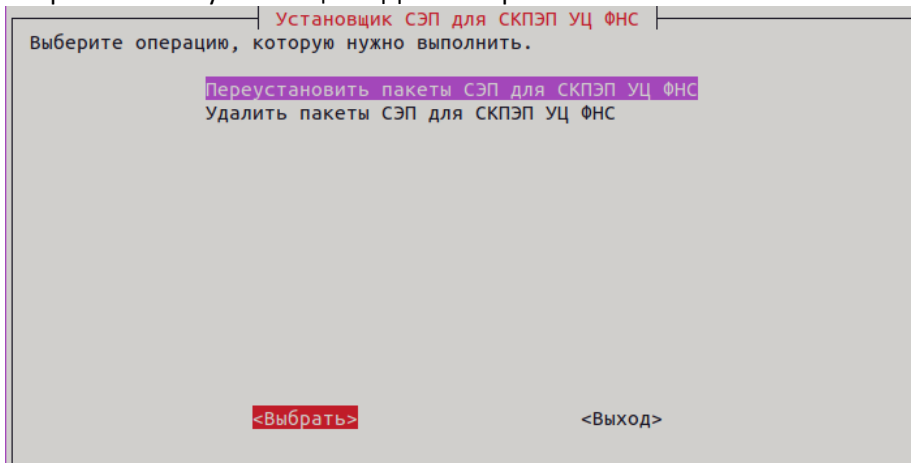 Установщик СЭП для СКПЭП УЦ ФНС
Выберите операцию, которую нужно выполнить.
Переустановить пакеты СЭП для СКПЭП УЦ ФНС
Удалить пакеты СЭП для СКПЭП УЦ ФНС
<Выбрать> <Выход>